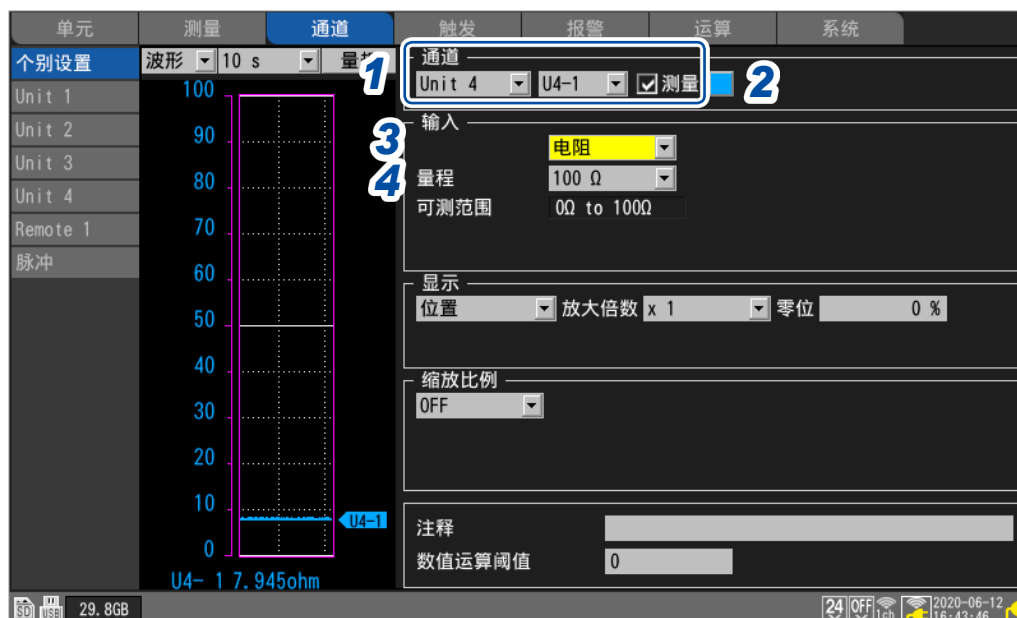 单元 测量 通道 触发 报警 运算 系统
个别设置
Unit 1
Unit 2
Unit 3
Unit 4
Remote 1
脉冲
波形 10 s
100
90
80
70
60
50
40
30
20
10
0
U4-1
U4- 1 7.945ohm
1
通道
Unit 4 U4-1 测量
2
3
输入
电阻
4
量程 100 Ω
可测范围 0Ω to 100Ω
显示
位置 放大倍数 x 1 零位 0 %
缩放比例
OFF
注释
数值运算阈值 0
SD USB 29.8GB
24 OFF 1ch 2020-06-12
16:43:46